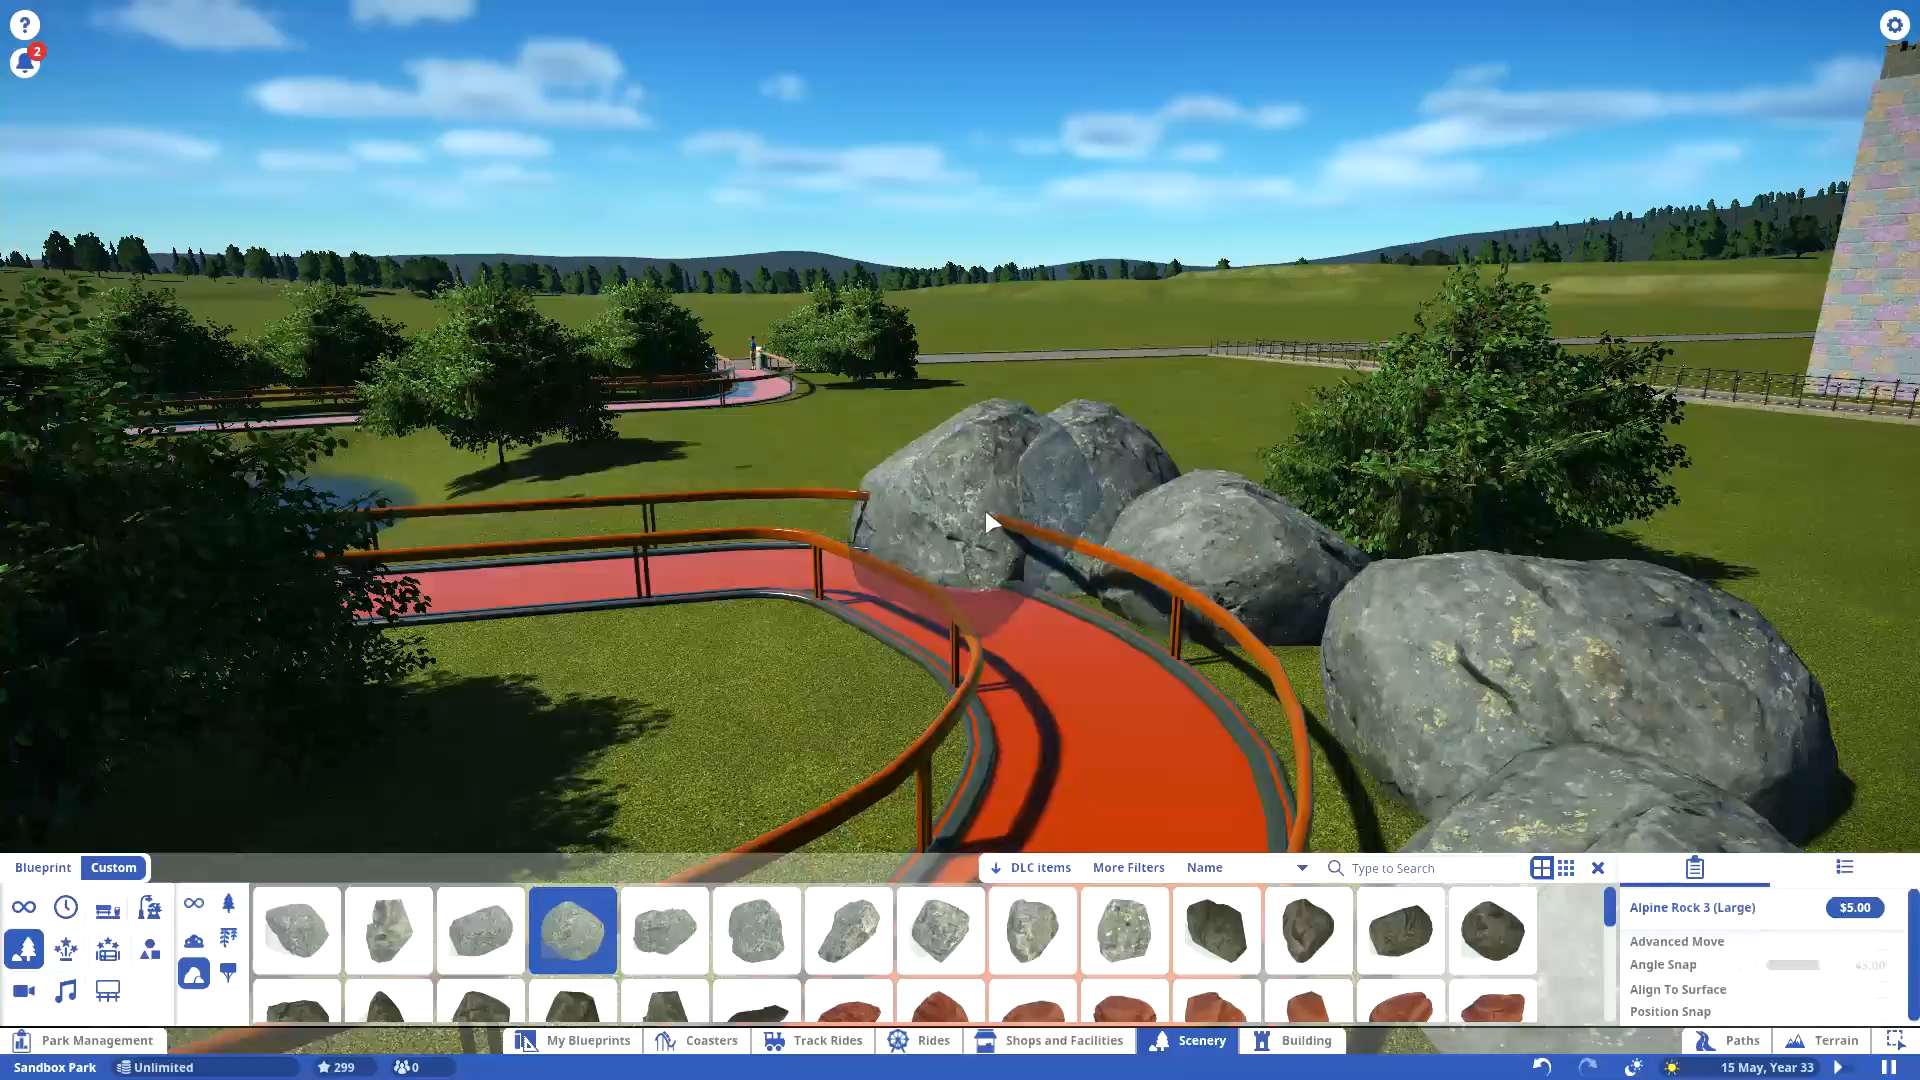 ?
2
Blueprint
Custom
DLC items
More Filters
Name
Type to Search
Alpine Rock 3 (Large)
$5.00
Advanced Move
Angle Snap
45.00°
Align To Surface
Position Snap
Park Management
My Blueprints
Coasters
Track Rides
Rides
Shops and Facilities
Scenery
Building
Paths
Terrain
Sandbox Park
Unlimited
299
0
15 May, Year 33